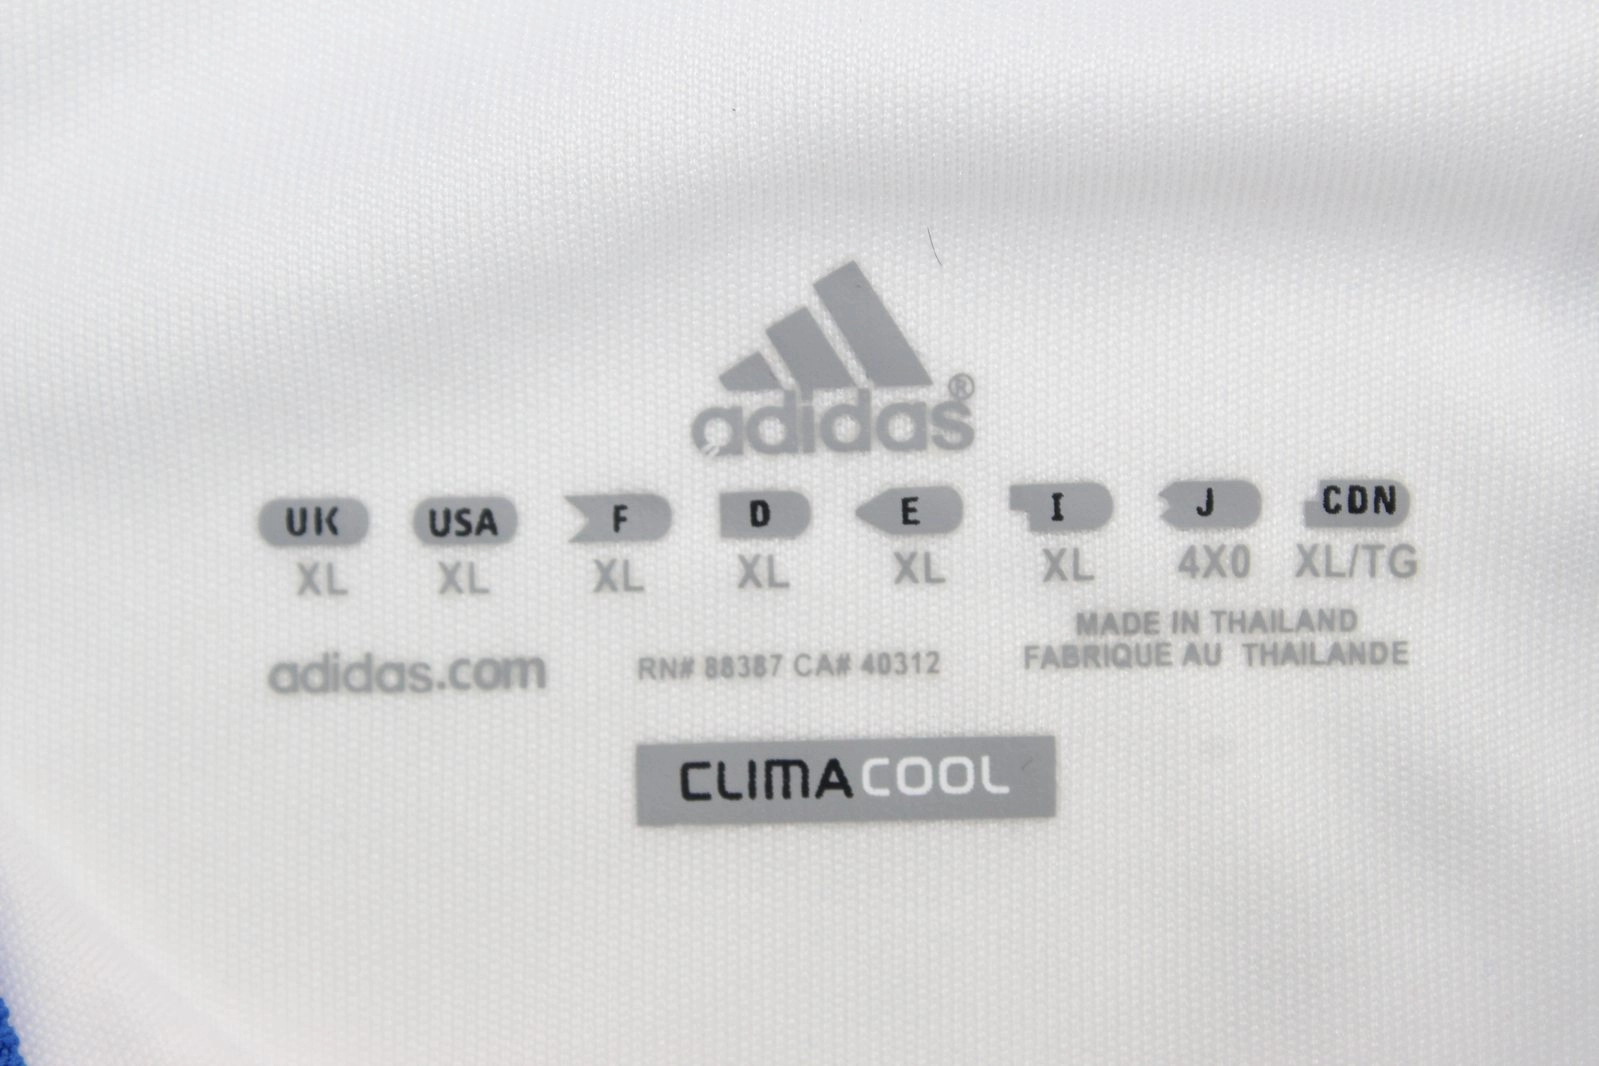 adidas®
UK USA F D E I J CDN
XL XL XL XL XL XL 4X0 XL/TG
MADE IN THAILAND
FABRIQUE AU THAILANDE
adidas.com
RN# 88387 CA# 40312
CLIMACOOL